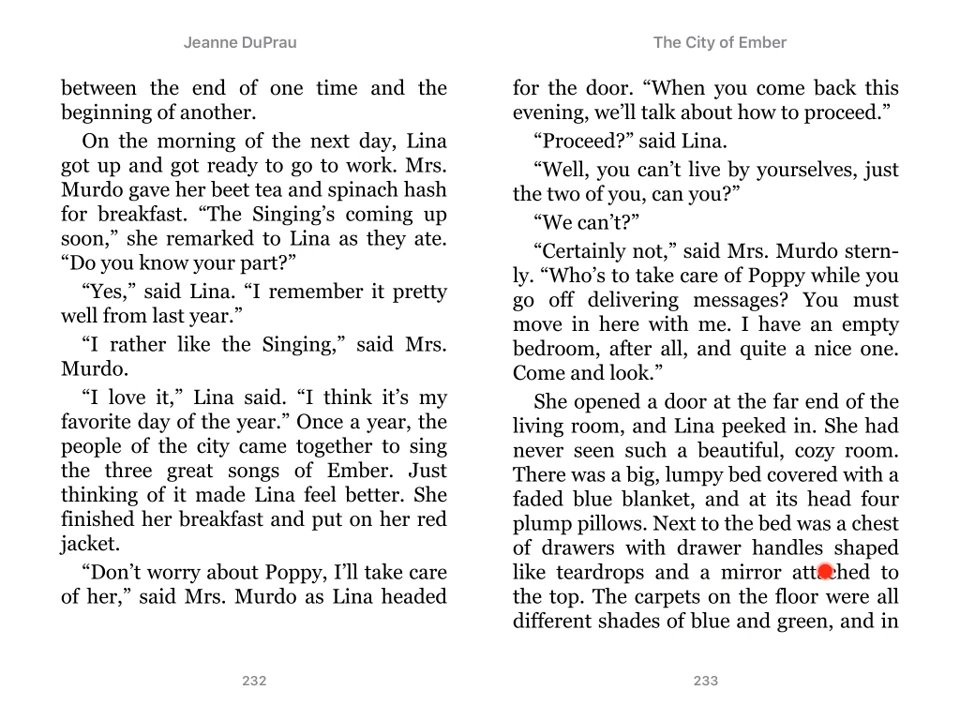 Jeanne DuPrau
between the end of one time and the
beginning of another.
On the morning of the next day, Lina
got up and got ready to go to work. Mrs.
Murdo gave her beet tea and spinach hash
for breakfast. “The Singing’s coming up
soon,” she remarked to Lina as they ate.
“Do you know your part?”
“Yes,” said Lina. “I remember it pretty
well from last year.”
“I rather like the Singing,” said Mrs.
Murdo.
“I love it,” Lina said. “I think it’s my
favorite day of the year.” Once a year, the
people of the city came together to sing
the three great songs of Ember. Just
thinking of it made Lina feel better. She
finished her breakfast and put on her red
jacket.
“Don’t worry about Poppy, I’ll take care
of her,” said Mrs. Murdo as Lina headed
232
The City of Ember
for the door. “When you come back this
evening, we’ll talk about how to proceed.”
“Proceed?” said Lina.
“Well, you can’t live by yourselves, just
the two of you, can you?”
“We can’t?”
“Certainly not,” said Mrs. Murdo stern-
ly. “Who’s to take care of Poppy while you
go off delivering messages? You must
move in here with me. I have an empty
bedroom, after all, and quite a nice one.
Come and look.”
She opened a door at the far end of the
living room, and Lina peeked in. She had
never seen such a beautiful, cozy room.
There was a big, lumpy bed covered with a
faded blue blanket, and at its head four
plump pillows. Next to the bed was a chest
of drawers with drawer handles shaped
like teardrops and a mirror attached to
the top. The carpets on the floor were all
different shades of blue and green, and in
233